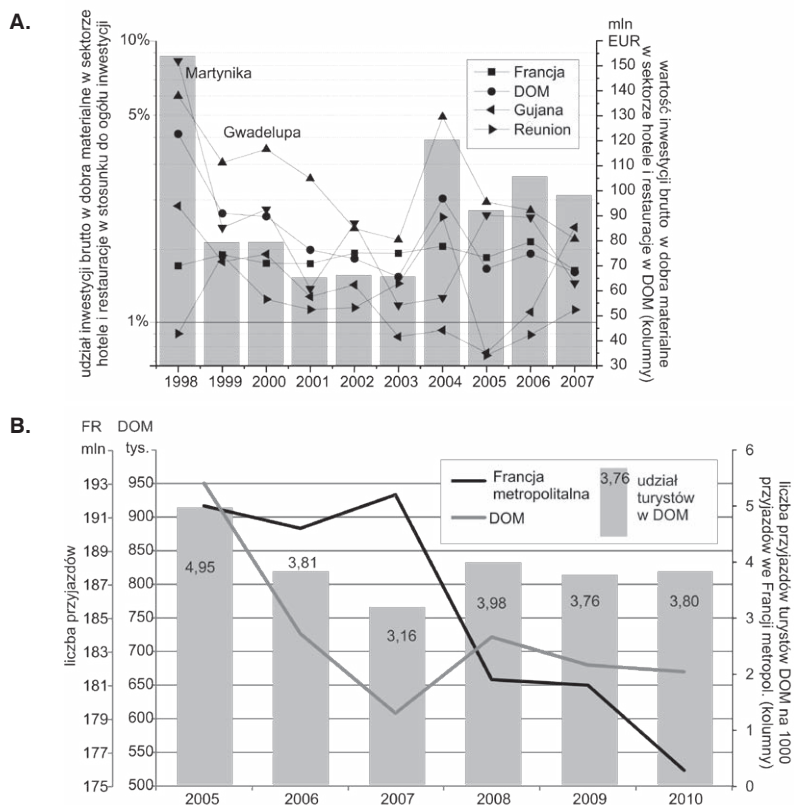 A.
udział inwestycji brutto w dobra materialne w sektorze
hotele i restauracje w stosunku do ogółu inwestycji
10%
5%
1%
Martynika
Gwadelupa
Francja
DOM
Gujana
Reunion
mln
EUR
150
140
130
120
110
100
90
80
70
60
50
40
30
wartość inwestycji brutto w dobra materialne
w sektorze hotele i restauracje w DOM (kolumny)
1998 1999 2000 2001 2002 2003 2004 2005 2006 2007
B.
FR DOM
mln tys.
liczba przyjazdów
193 950
191 900
189 850
187 800
185 750
183 700
181 650
179 600
177 550
175 500
Francja
metropolitalna
DOM
3,76 udział
turystów
w DOM
4,95
3,81
3,16
3,98
3,76
3,80
6
5
4
3
2
1
0
liczba przyjazdów turystów DOM na 1000
przyjazdów we Francji metropol. (kolumny)
2005 2006 2007 2008 2009 2010